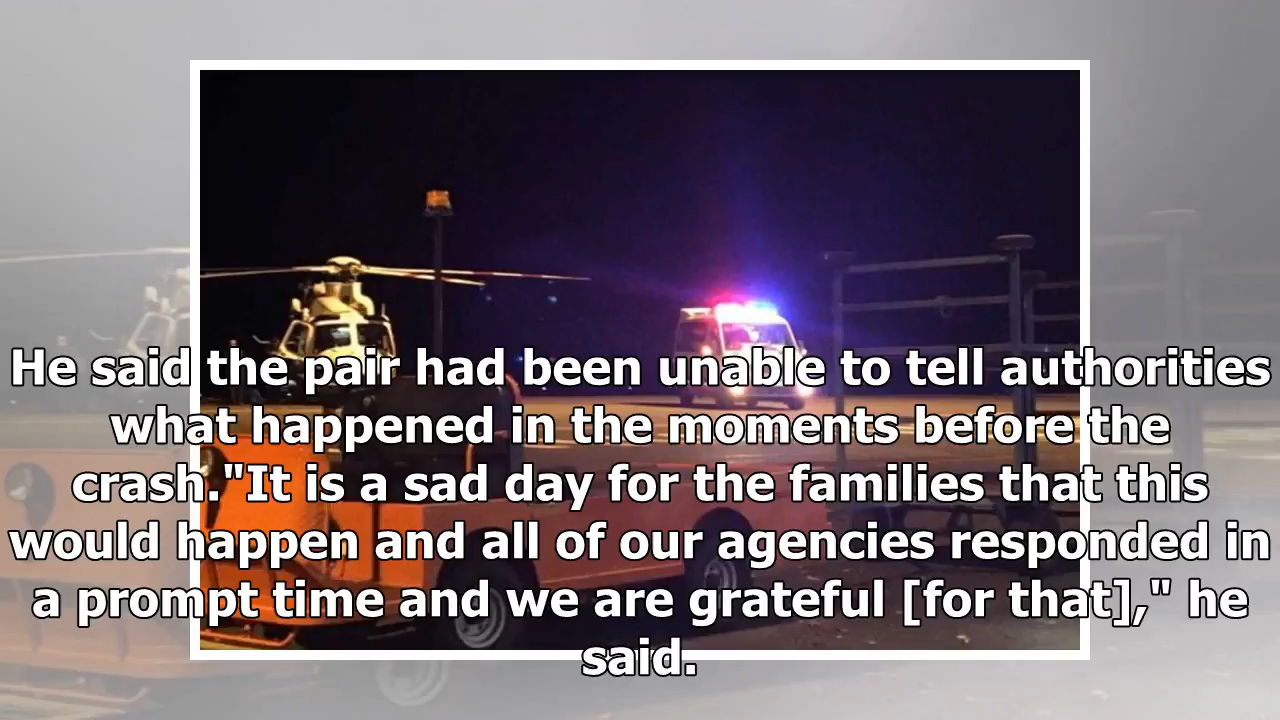 He said the pair had been unable to tell authorities
what happened in the moments before the
crash."It is a sad day for the families that this
would happen and all of our agencies responded in
a prompt time and we are grateful [for that]," he
said.